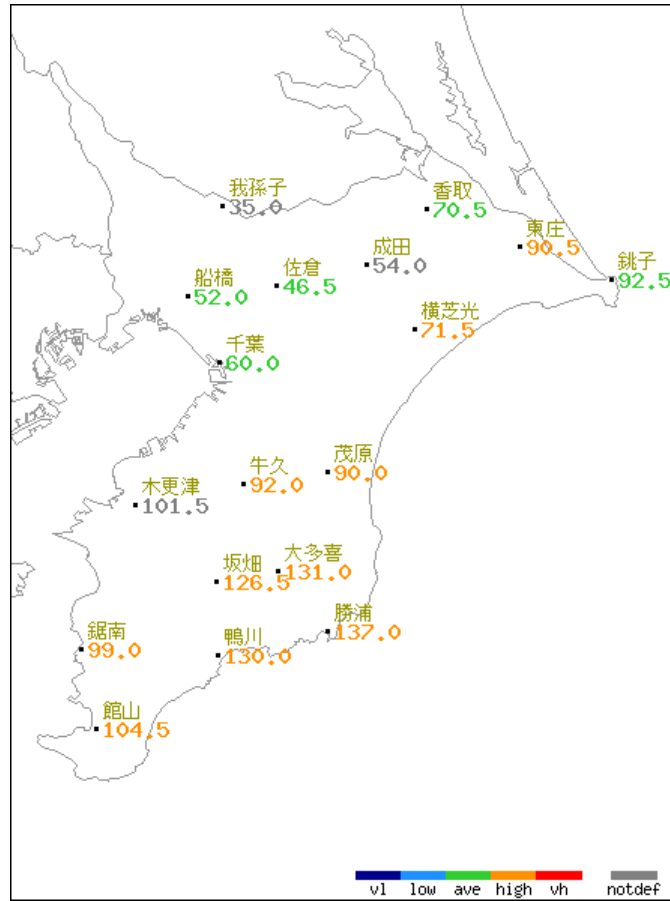 我孫子
35.0
香取
70.5
東庄
90.5
成田
54.0
佐倉
46.5
船橋
52.0
銚子
92.5
横芝光
71.5
千葉
60.0
茂原
90.0
牛久
92.0
木更津
101.5
大多喜
131.0
坂畑
126.5
勝浦
137.0
鋸南
99.0
鴨川
130.0
館山
104.5
vl low ave high vh notdef